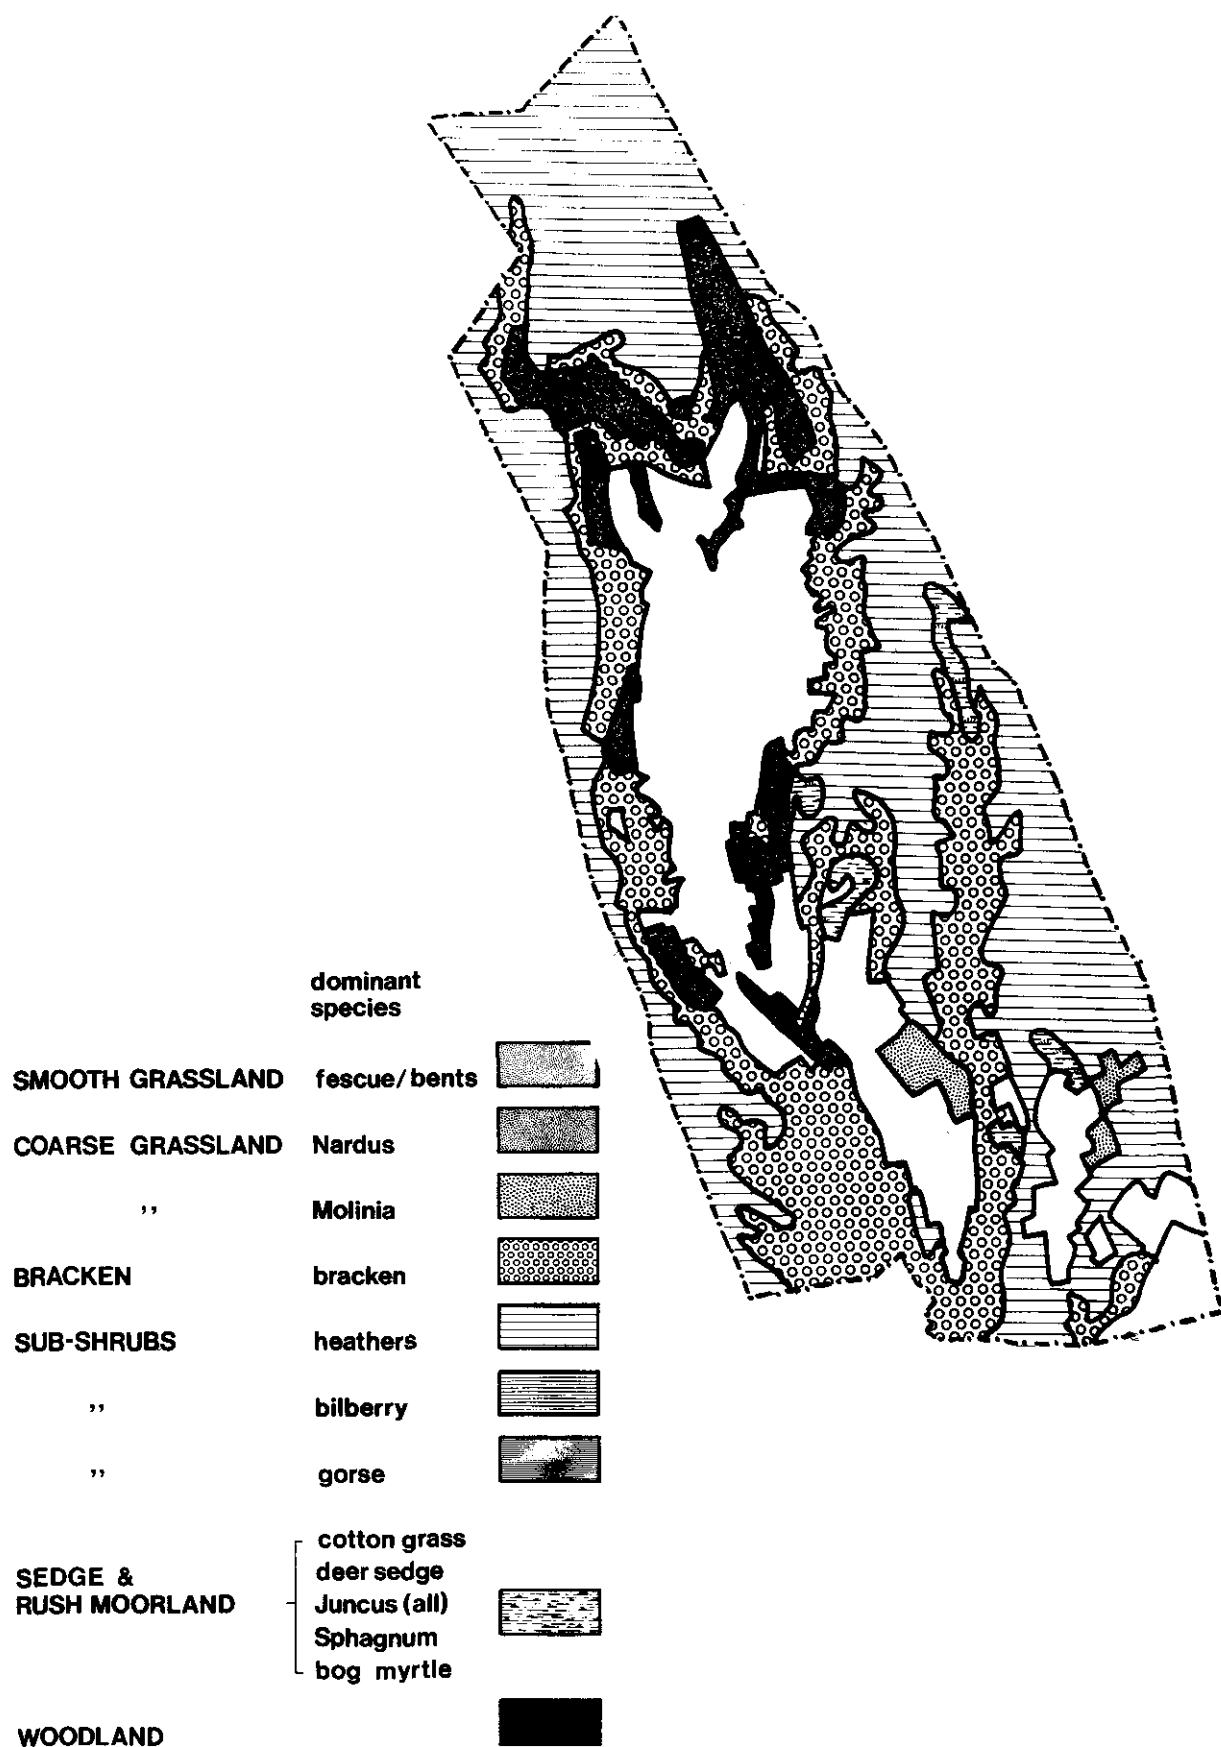 dominant
species
SMOOTH GRASSLAND fescue/bents
COARSE GRASSLAND Nardus
,, Molinia
BRACKEN bracken
SUB-SHRUBS heathers
,, bilberry
,, gorse
cotton grass
SEDGE & deer sedge
RUSH MOORLAND Juncus (all)
Sphagnum
bog myrtle
WOODLAND